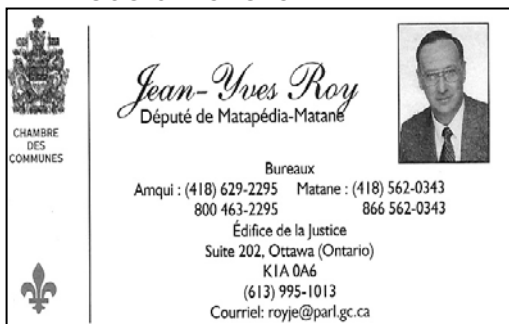 CHAMBRE
DES
COMMUNES
Jean-Yves Roy
Député de Matapédia-Matane
Bureaux
Amqui : (418) 629-2295 Matane : (418) 562-0343
800 463-2295 866 562-0343
Édifice de la Justice
Suite 202, Ottawa (Ontario)
K1A 0A6
(613) 995-1013
Courriel: royje@parl.gc.ca